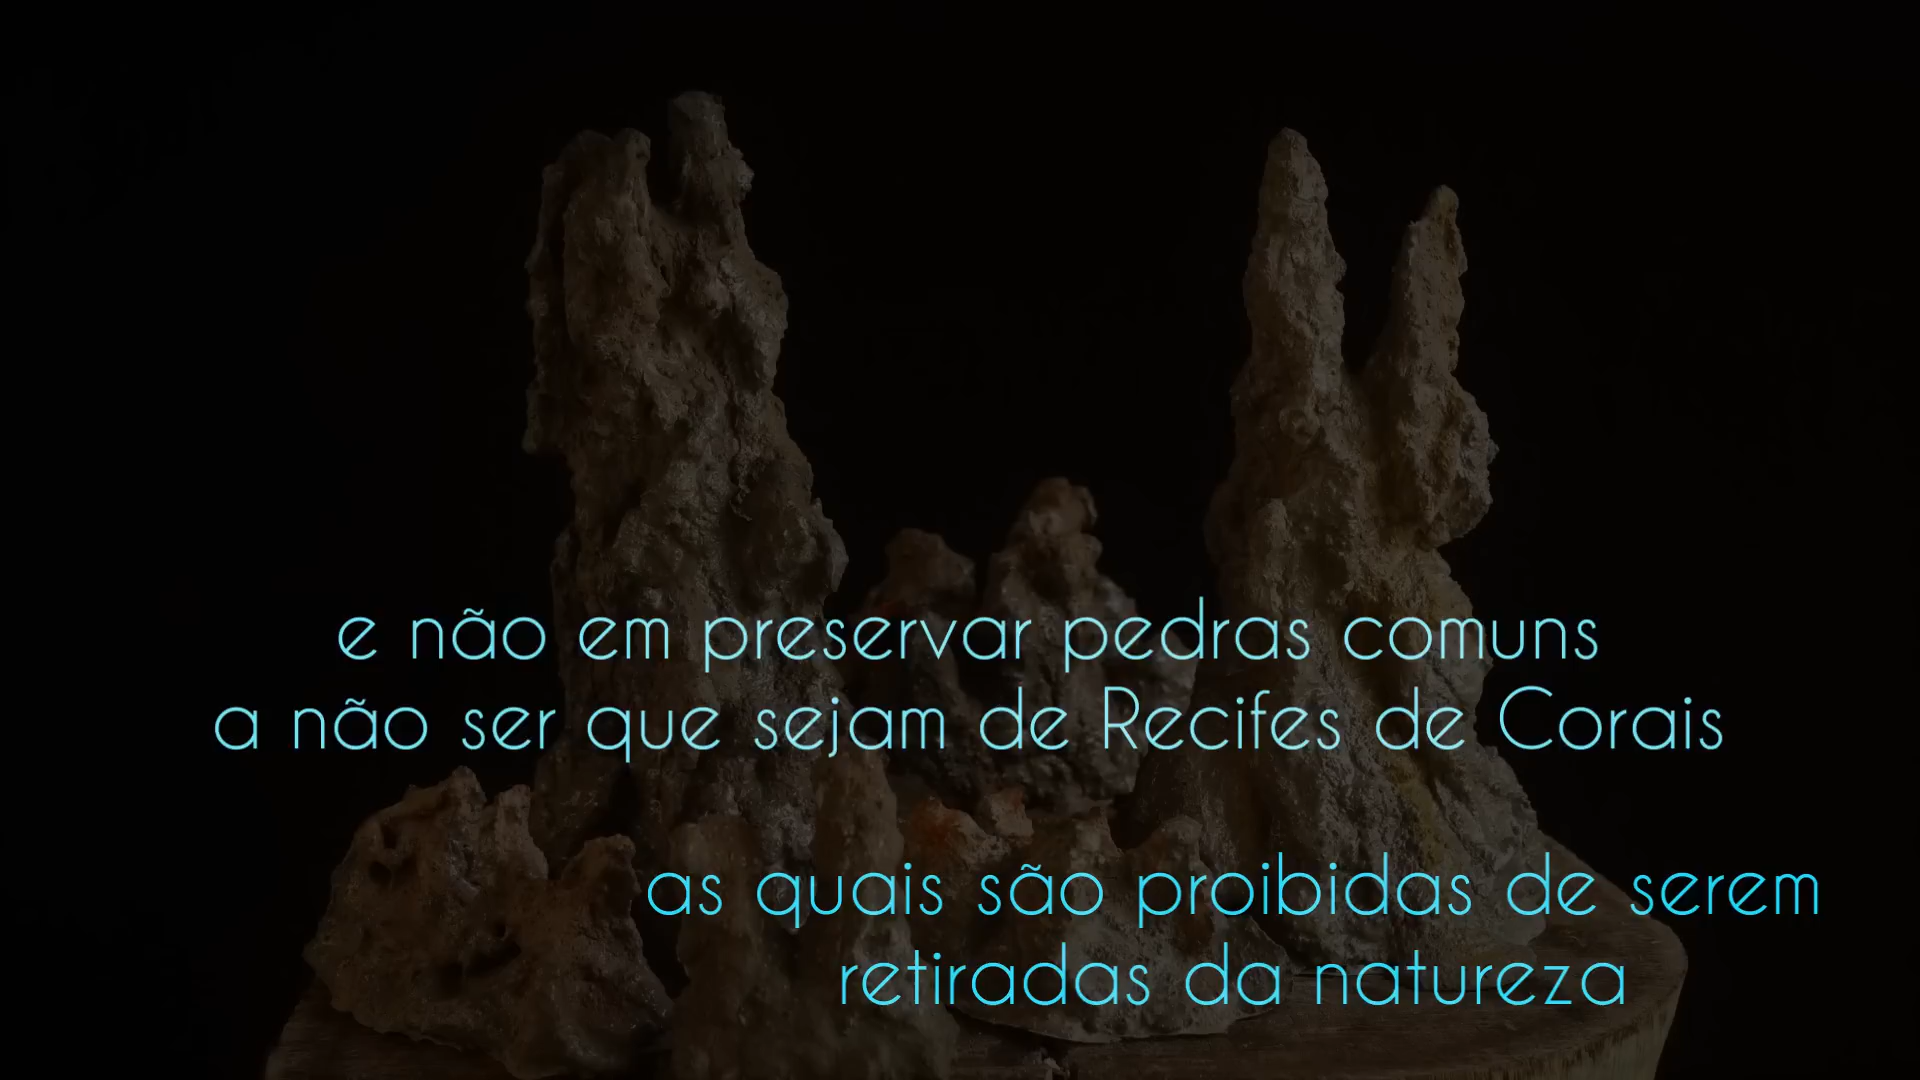 e não em preservar pedras comuns
a não ser que sejam de Recifes de Corais
as quais são proibidas de serem
retiradas da natureza